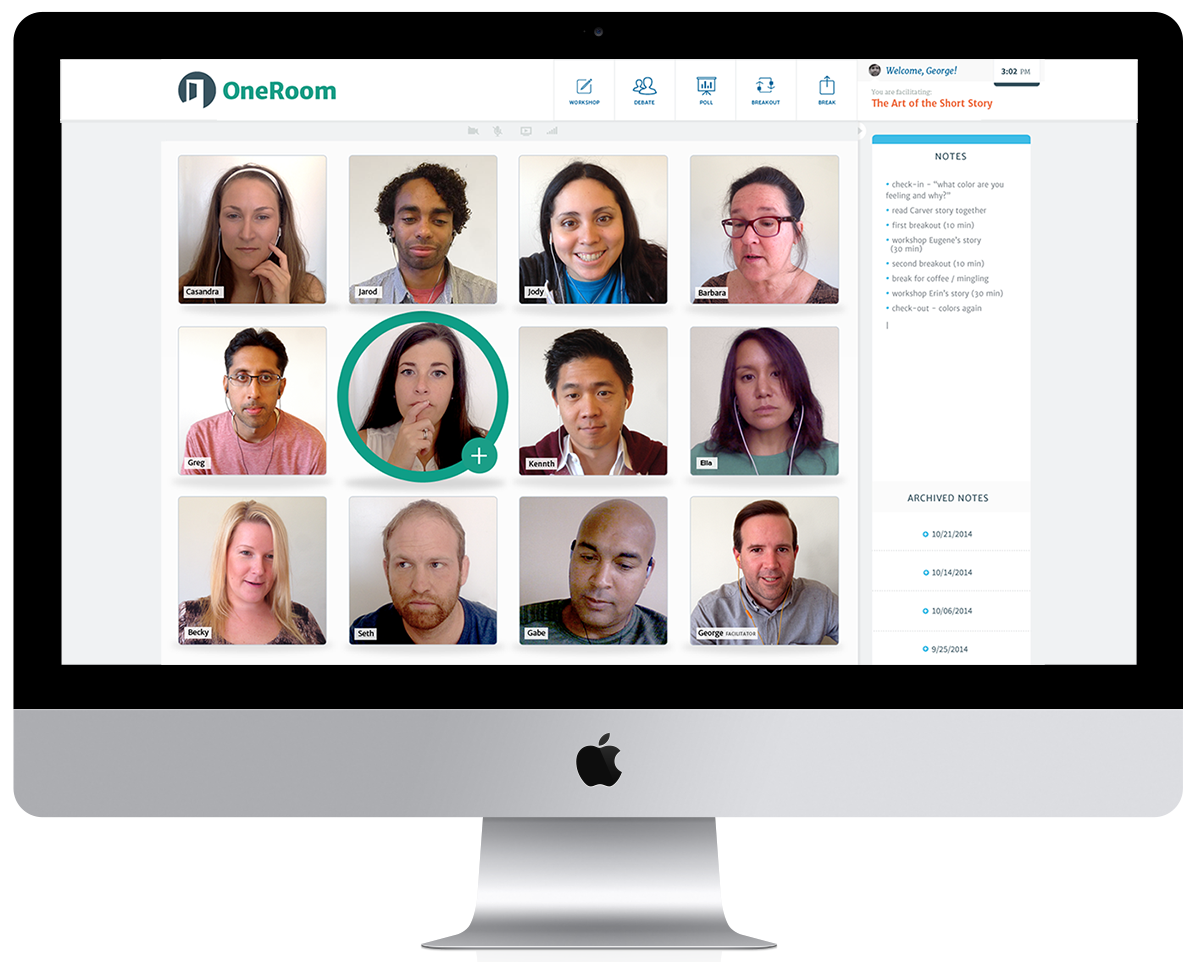 OneRoom
WORKSHOP
DEBATE
POLL
BREAKOUT
BREAK
Welcome, George!
3:02 PM
You are facilitating:
The Art of the Short Story
Casandra
Jarod
Jody
Barbara
Greg
Kennth
Ella
Becky
Seth
Gabe
George FACILITATOR
NOTES
• check-in - "what color are you
feeling and why?"
• read Carver story together
• first breakout (10 min)
• workshop Eugene's story
(30 min)
• second breakout (10 min)
• break for coffee / mingling
• workshop Erin's story (30 min)
• check-out - colors again
ARCHIVED NOTES
10/21/2014
10/14/2014
10/06/2014
9/25/2014